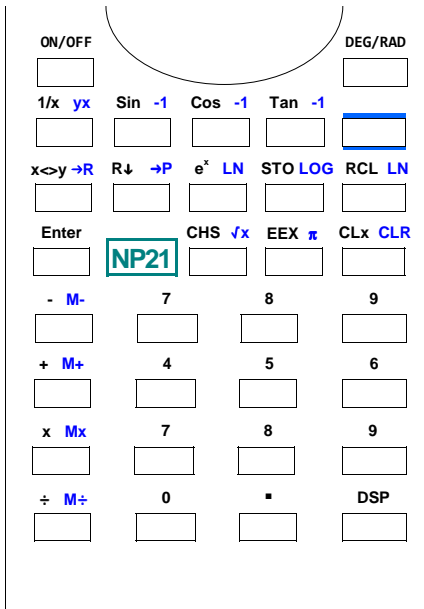 ON/OFF DEG/RAD
1/x yx Sin -1 Cos -1 Tan -1
x<>y →R R↓ →P eˣ LN STO LOG RCL LN
Enter CHS √x EEX π CLx CLR
NP21
- M- 7 8 9
+ M+ 4 5 6
x Mx 7 8 9
÷ M÷ 0 ▪ DSP